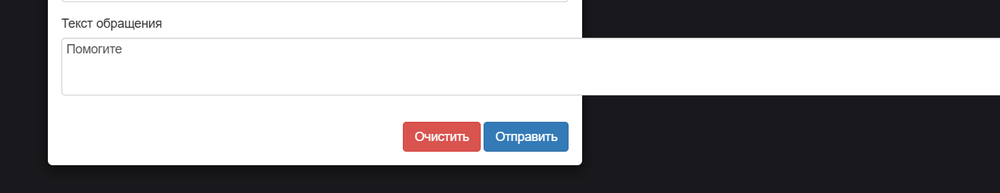 Текст обращения
Помогите
Очистить Отправить